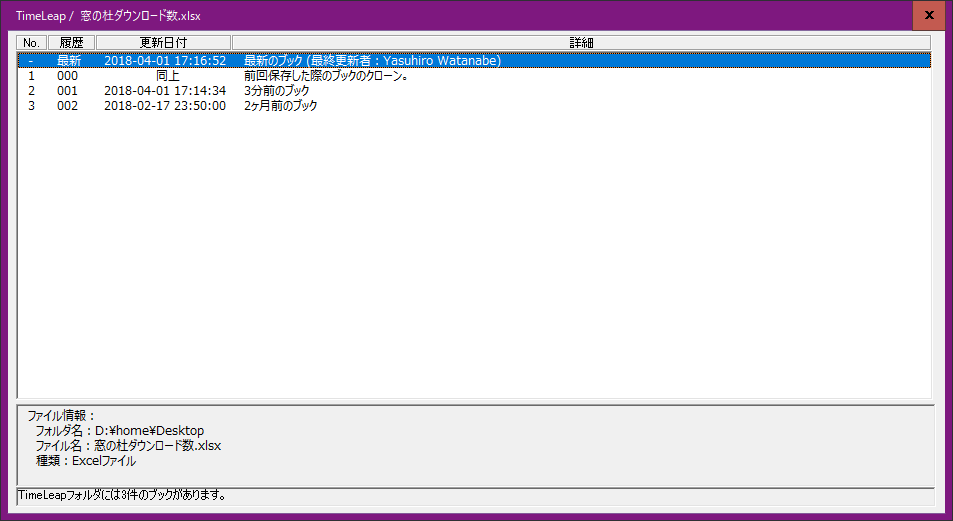 TimeLeap / 窓の杜ダウンロード数.xlsx x
No. 履歴 更新日付 詳細
- 最新 2018-04-01 17:16:52 最新のブック (最終更新者 : Yasuhiro Watanabe)
1 000 同上 前回保存した際のブックのクローン。
2 001 2018-04-01 17:14:34 3分前のブック
3 002 2018-02-17 23:50:00 2ヶ月前のブック
ファイル情報 :
フォルダ名 : D:¥home¥Desktop
ファイル名 : 窓の杜ダウンロード数.xlsx
種類 : Excelファイル
TimeLeapフォルダには3件のブックがあります。